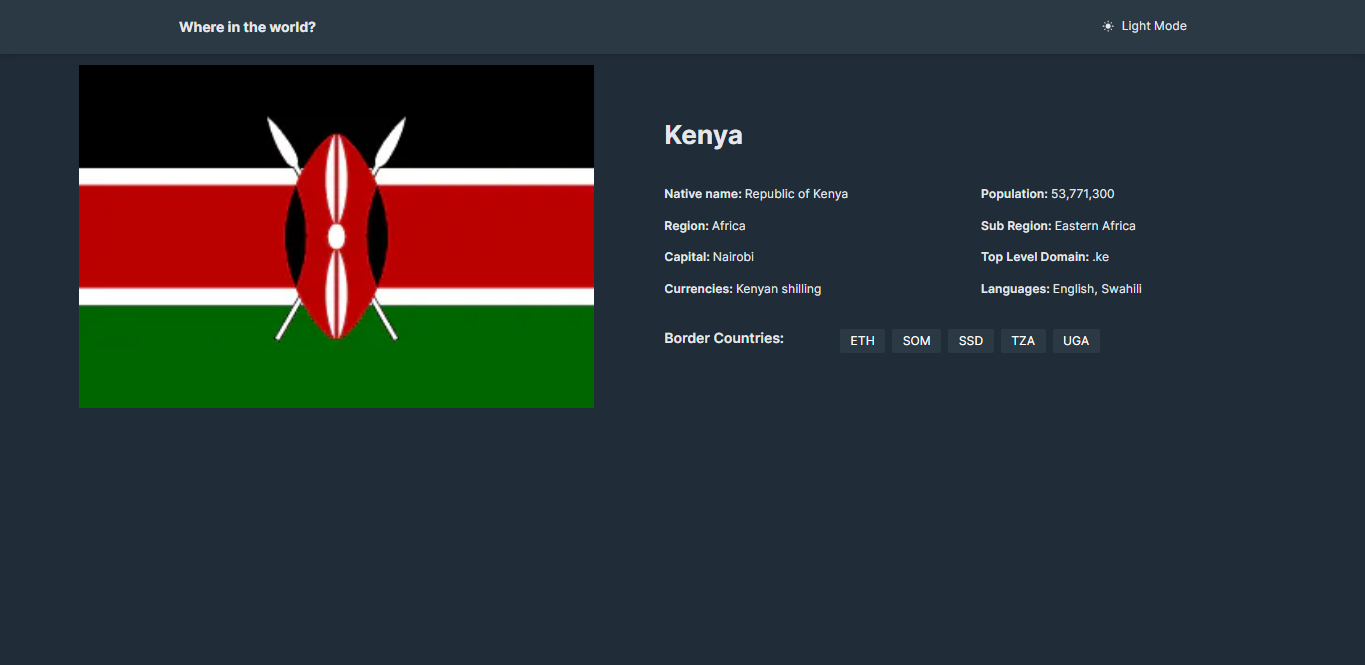 Where in the world?
Light Mode
Kenya
Native name: Republic of Kenya
Region: Africa
Capital: Nairobi
Currencies: Kenyan shilling
Population: 53,771,300
Sub Region: Eastern Africa
Top Level Domain: .ke
Languages: English, Swahili
Border Countries: ETH SOM SSD TZA UGA